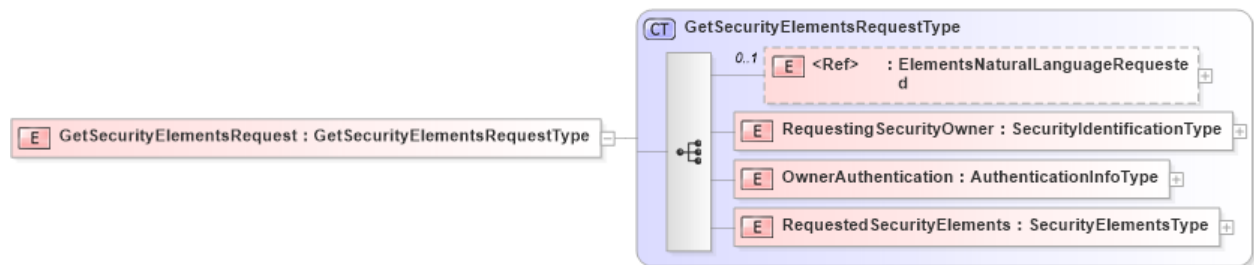 CT GetSecurityElementsRequestType
0..1
E <Ref> : ElementsNaturalLanguageRequeste
d
E GetSecurityElementsRequest : GetSecurityElementsRequestType
E RequestingSecurityOwner : SecurityIdentificationType
E OwnerAuthentication : AuthenticationInfoType
E RequestedSecurityElements : SecurityElementsType